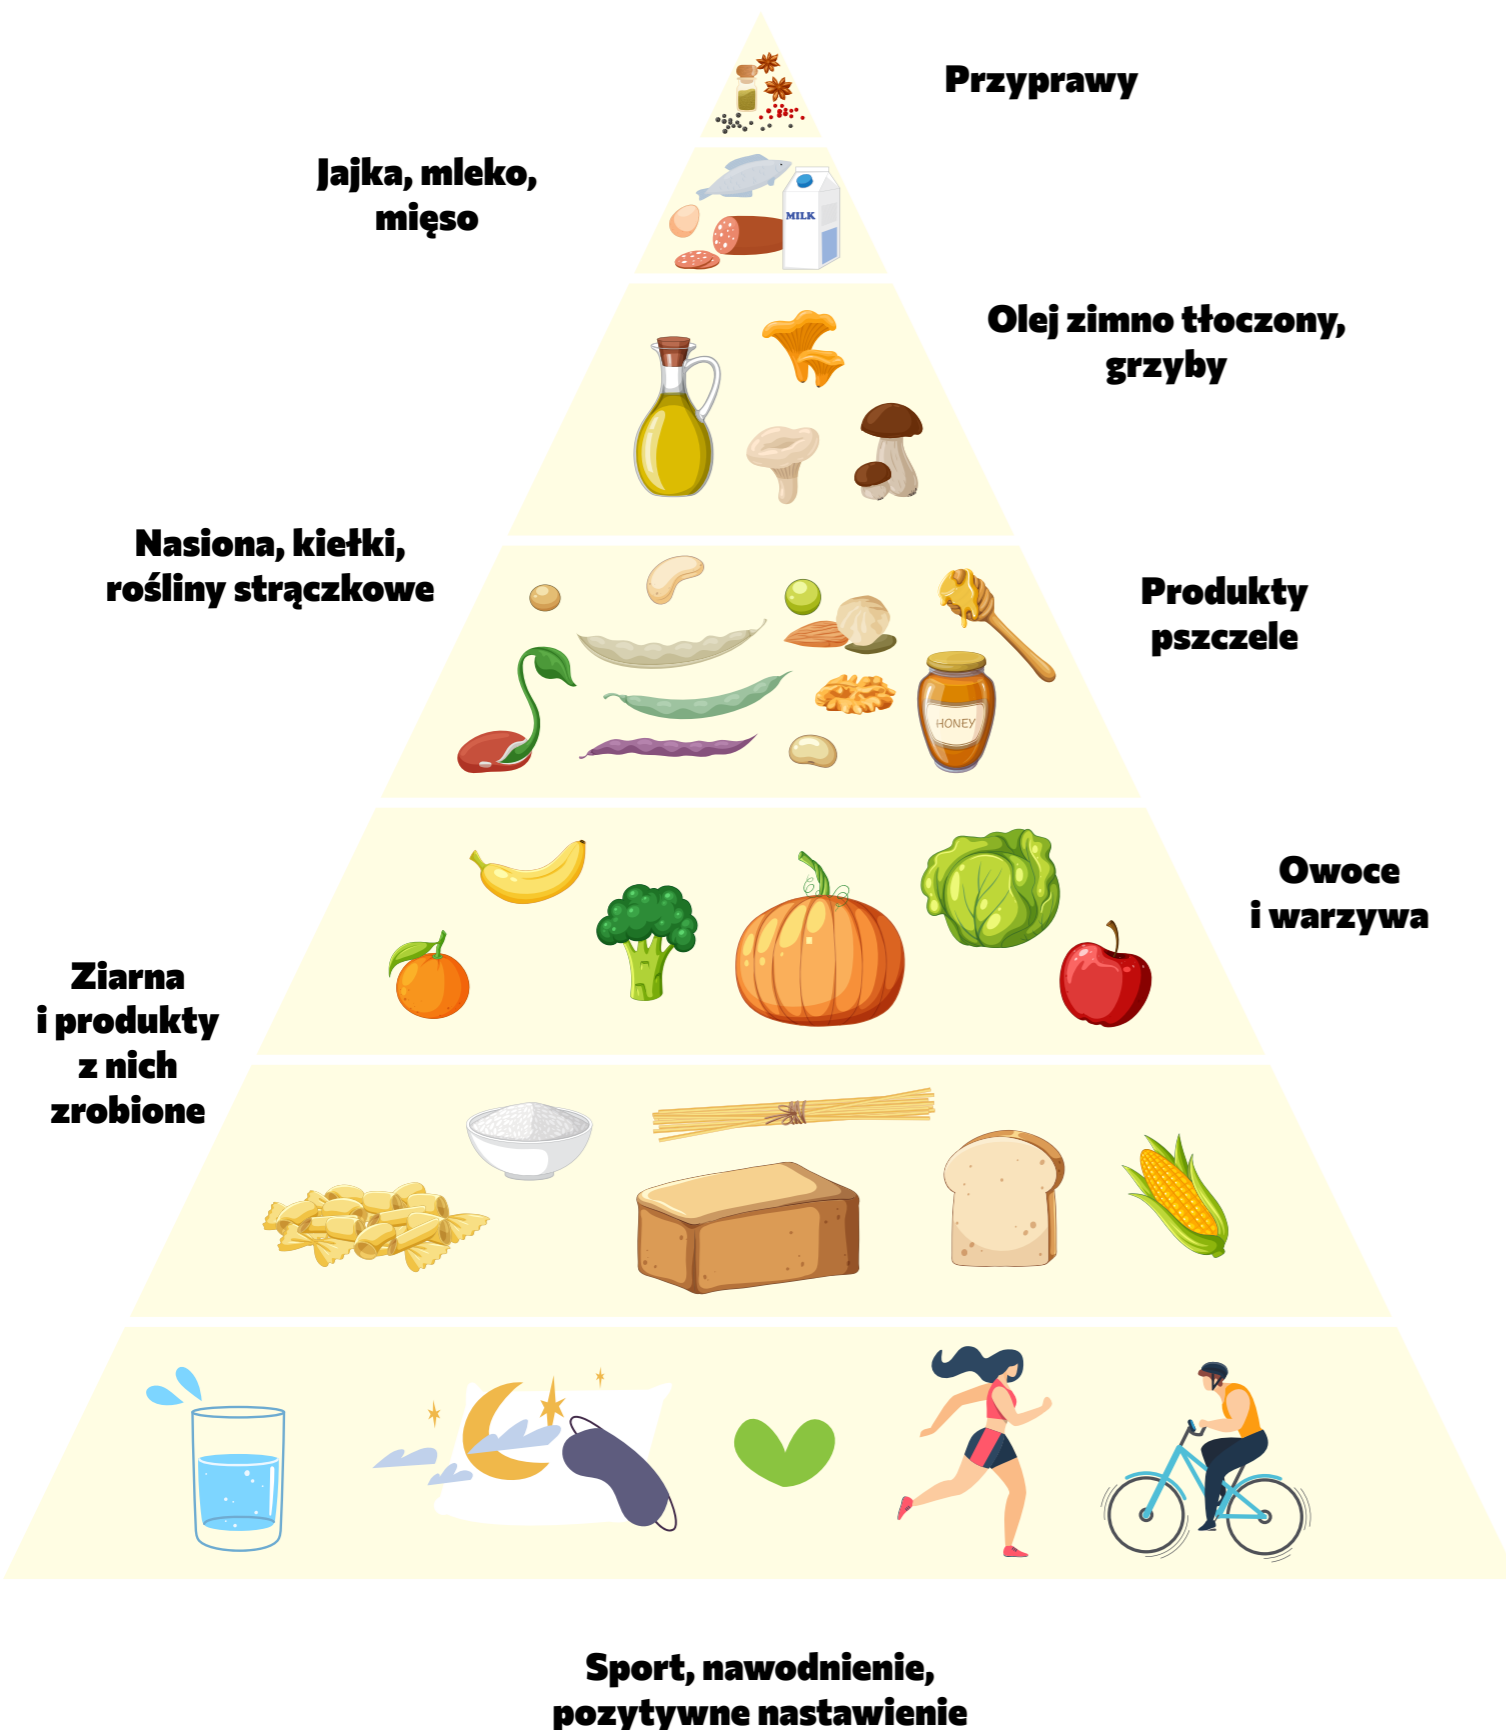 Przyprawy
Jajka, mleko,
mięso
MILK
Olej zimno tłoczony,
grzyby
Nasiona, kiełki,
rośliny strączkowe
Produkty
pszczele
HONEY
Owoce
i warzywa
Ziarna
i produkty
z nich
zrobione
Sport, nawodnienie,
pozytywne nastawienie